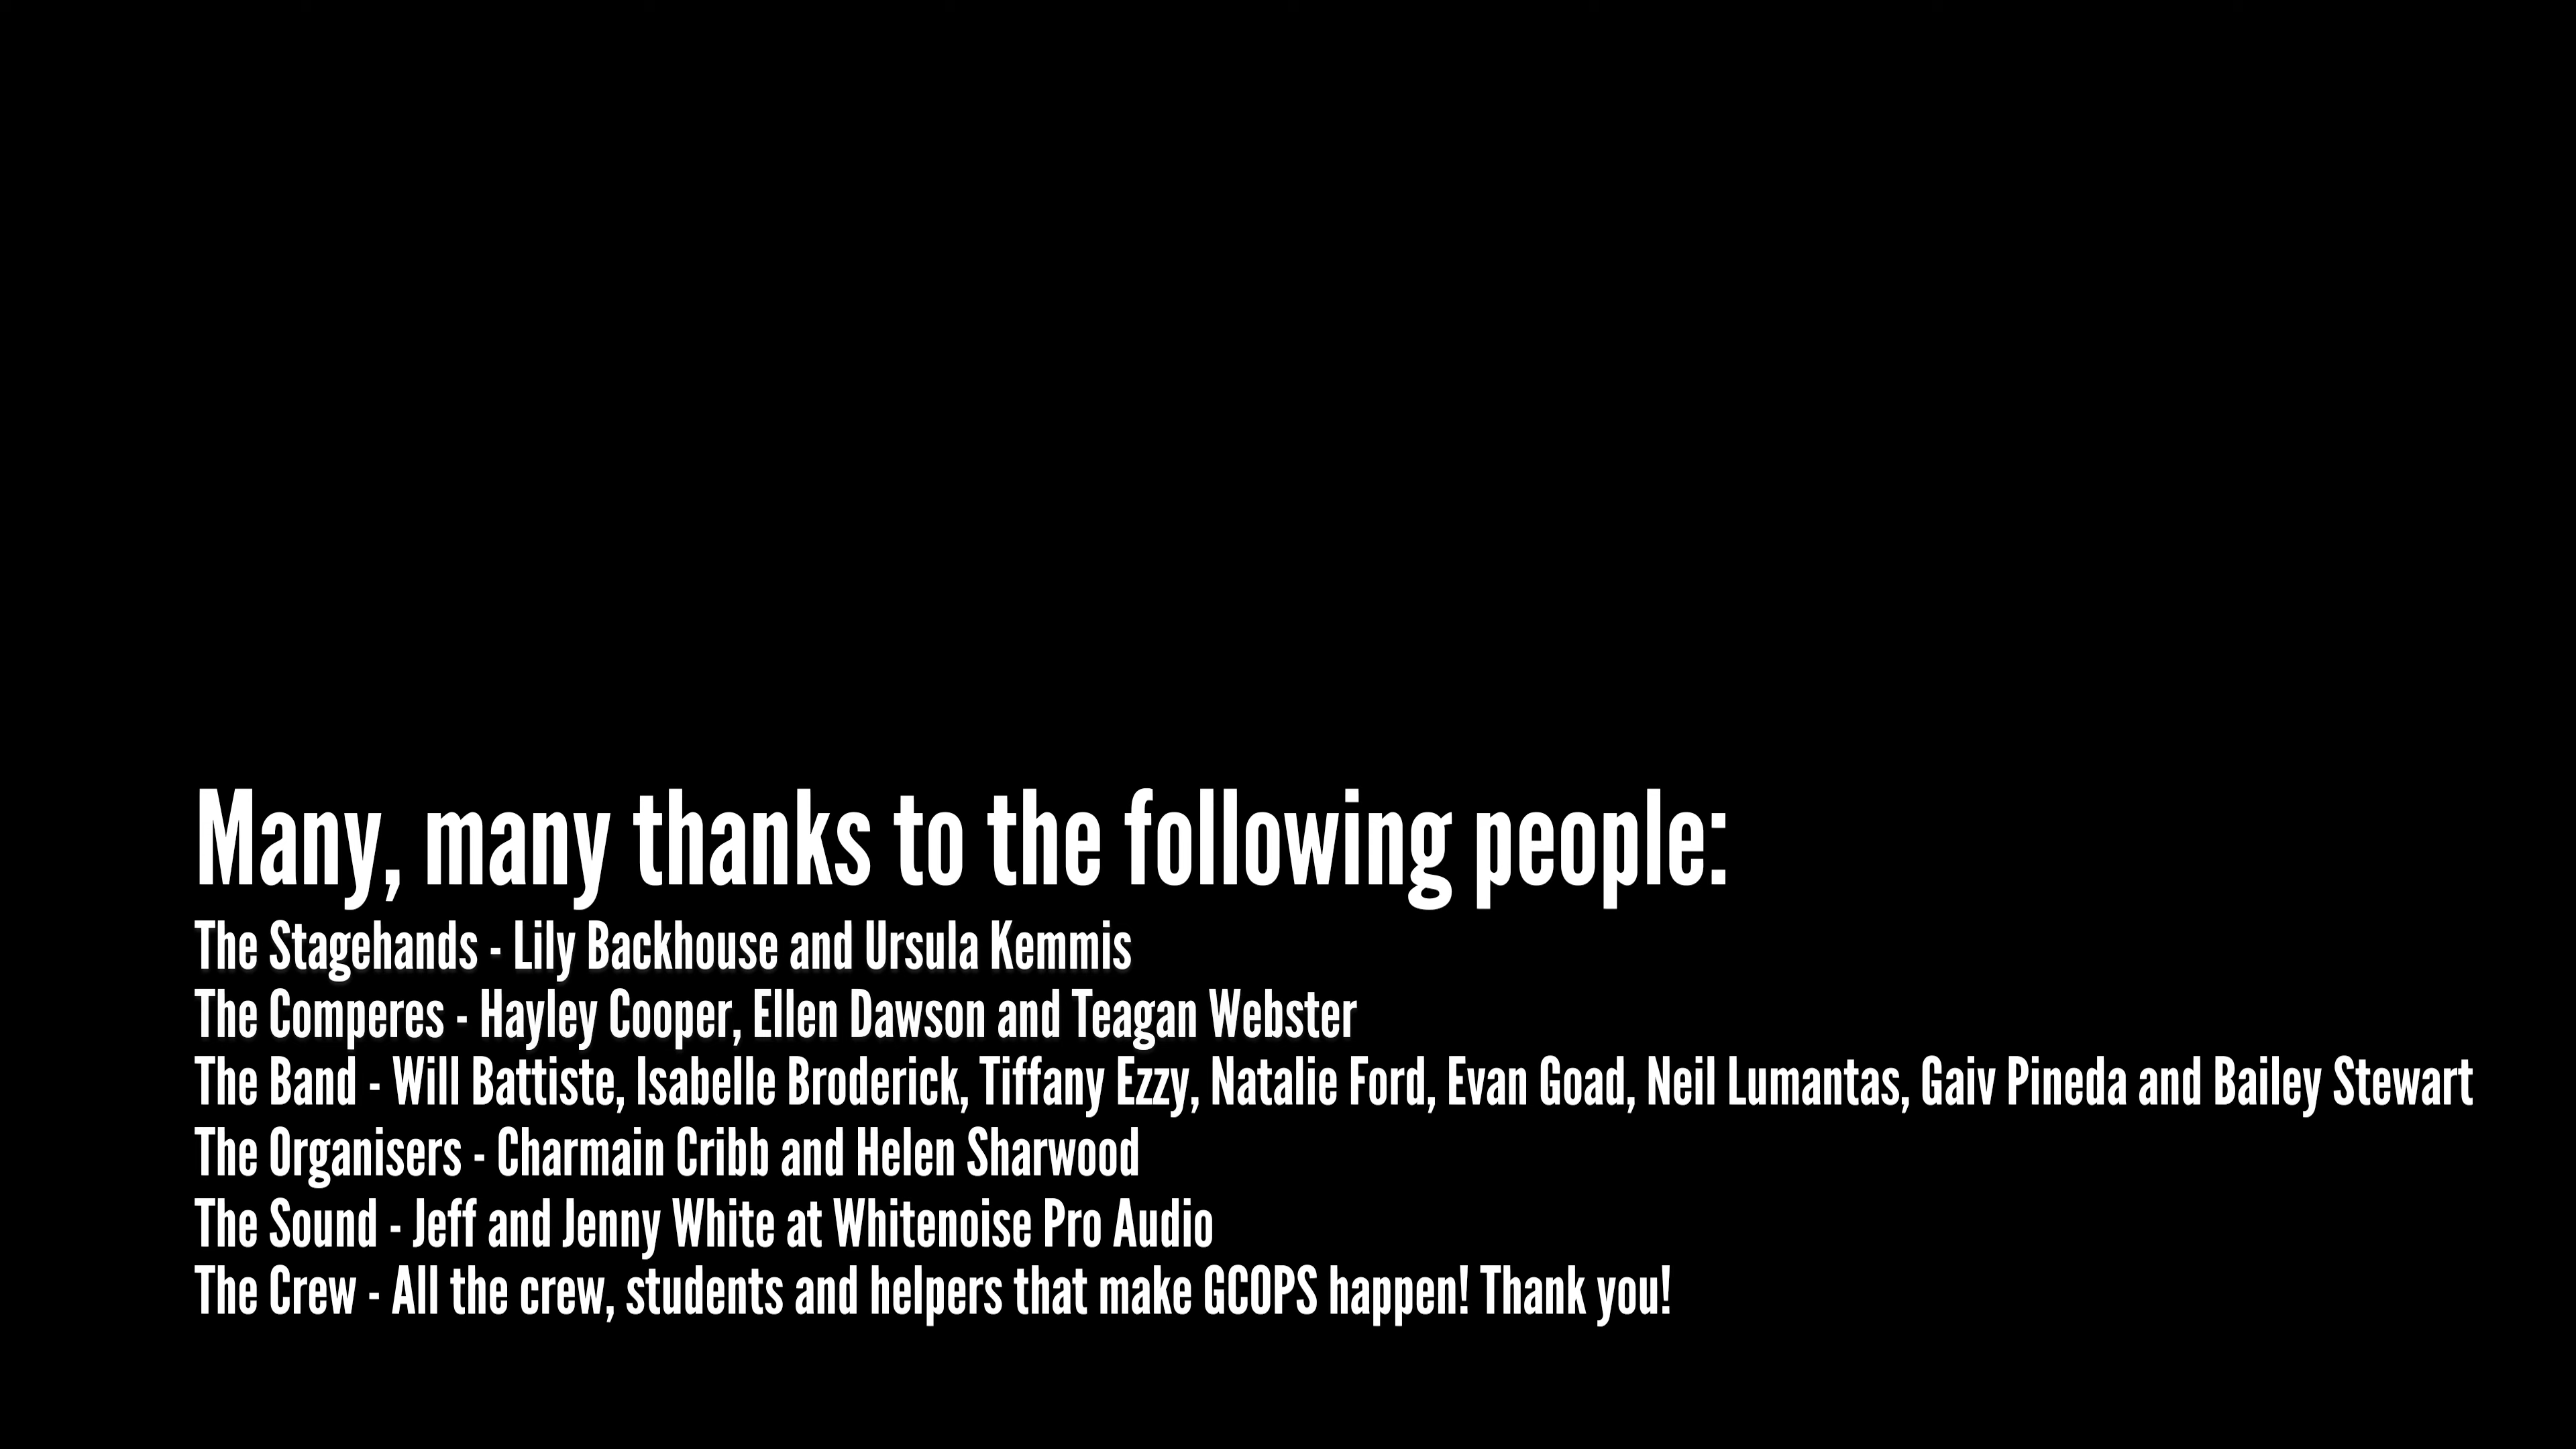 Many, many thanks to the following people:
The Stagehands - Lily Backhouse and Ursula Kemmis
The Comperes - Hayley Cooper, Ellen Dawson and Teagan Webster
The Band - Will Battiste, Isabelle Broderick, Tiffany Ezzy, Natalie Ford, Evan Goad, Neil Lumantas, Gaiv Pineda and Bailey Stewart
The Organisers - Charmain Cribb and Helen Sharwood
The Sound - Jeff and Jenny White at Whitenoise Pro Audio
The Crew - All the crew, students and helpers that make GCOPS happen! Thank you!